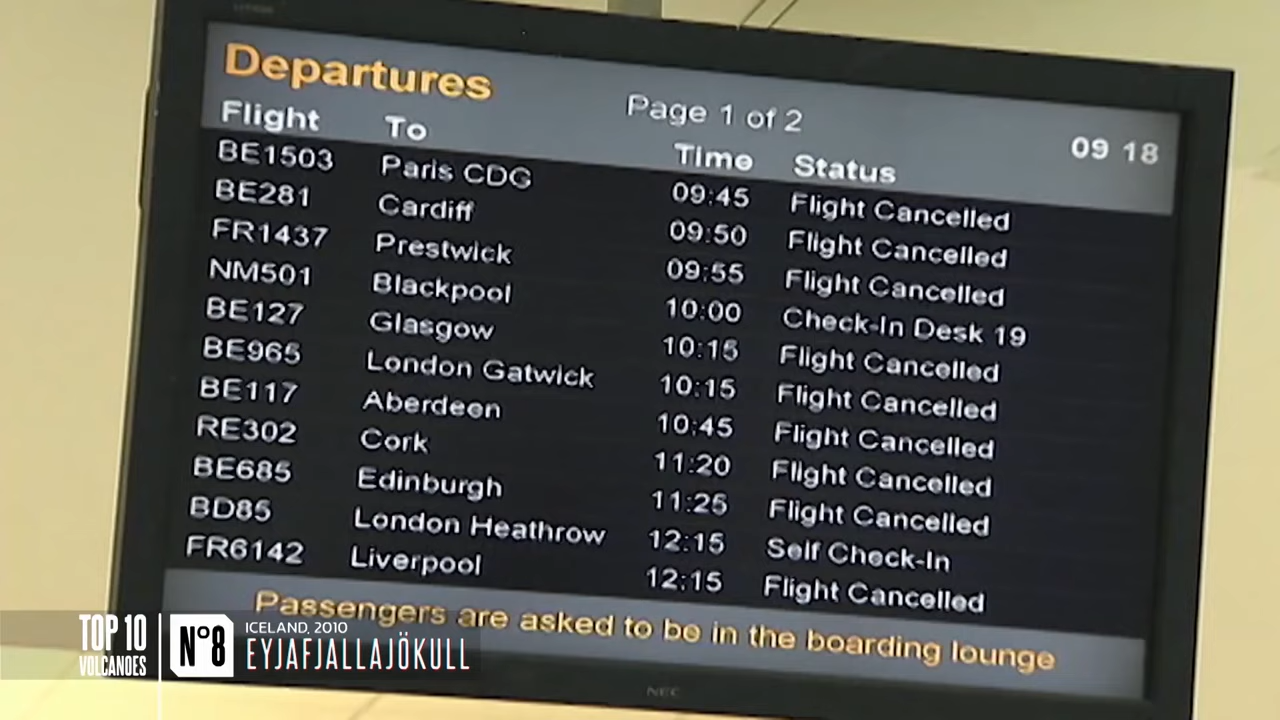 Departures
Page 1 of 2
09 18
Flight To Time Status
BE1503 Paris CDG 09:45 Flight Cancelled
BE281 Cardiff 09:50 Flight Cancelled
FR1437 Prestwick 09:55 Flight Cancelled
NM501 Blackpool 10:00 Check-In Desk 19
BE127 Glasgow 10:15 Flight Cancelled
BE965 London Gatwick 10:15 Flight Cancelled
BE117 Aberdeen 10:45 Flight Cancelled
RE302 Cork 11:20 Flight Cancelled
BE685 Edinburgh 11:25 Flight Cancelled
BD85 London Heathrow 12:15 Self Check-In
FR6142 Liverpool 12:15 Flight Cancelled
Passengers are asked to be in the boarding lounge
NEC
TOP 10
VOLCANOES
Nº8
ICELAND, 2010
EYJAFJALLAJÖKULL